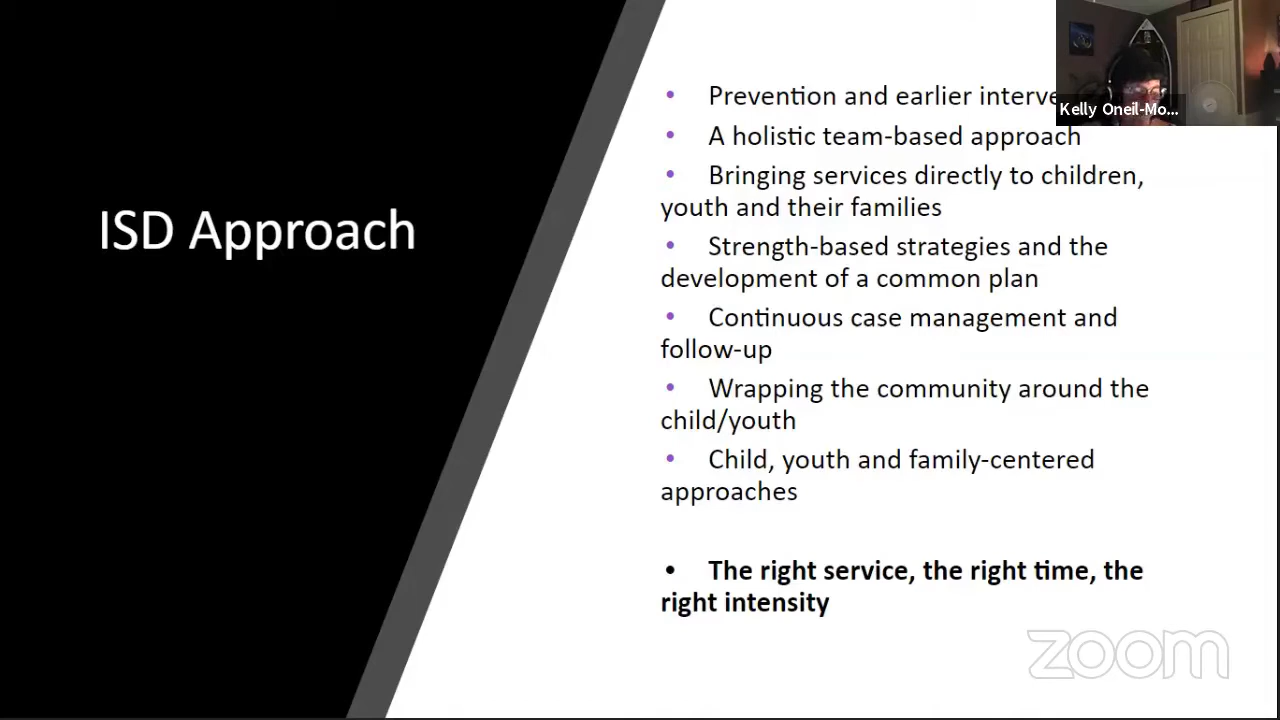 ISD Approach
• Prevention and earlier
• A holistic team-based approach
• Bringing services directly to children,
youth and their families
• Strength-based strategies and the
development of a common plan
• Continuous case management and
follow-up
• Wrapping the community around the
child/youth
• Child, youth and family-centered
approaches
• The right service, the right time, the
right intensity
Kelly Oneil-Mo...
zoom